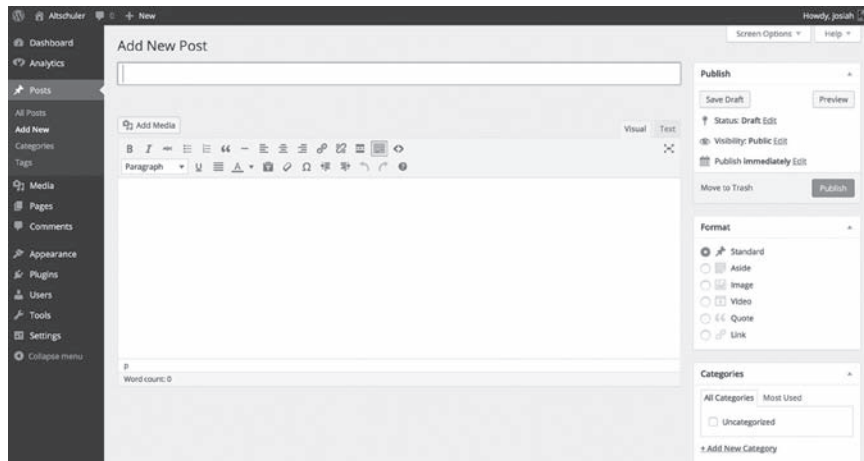 Altschuler 0 + New Howdy, Josiah
Screen Options Help
Dashboard
Analytics
Posts
All Posts
Add New
Categories
Tags
Media
Pages
Comments
Appearance
Plugins
Users
Tools
Settings
Collapse menu
Add New Post
Add Media
Visual Text
B I ABC
Paragraph U A Ω
p
Word count: 0
Publish
Save Draft Preview
Status: Draft Edit
Visibility: Public Edit
Publish immediately Edit
Move to Trash Publish
Format
Standard
Aside
Image
Video
Quote
Link
Categories
All Categories Most Used
Uncategorized
+ Add New Category